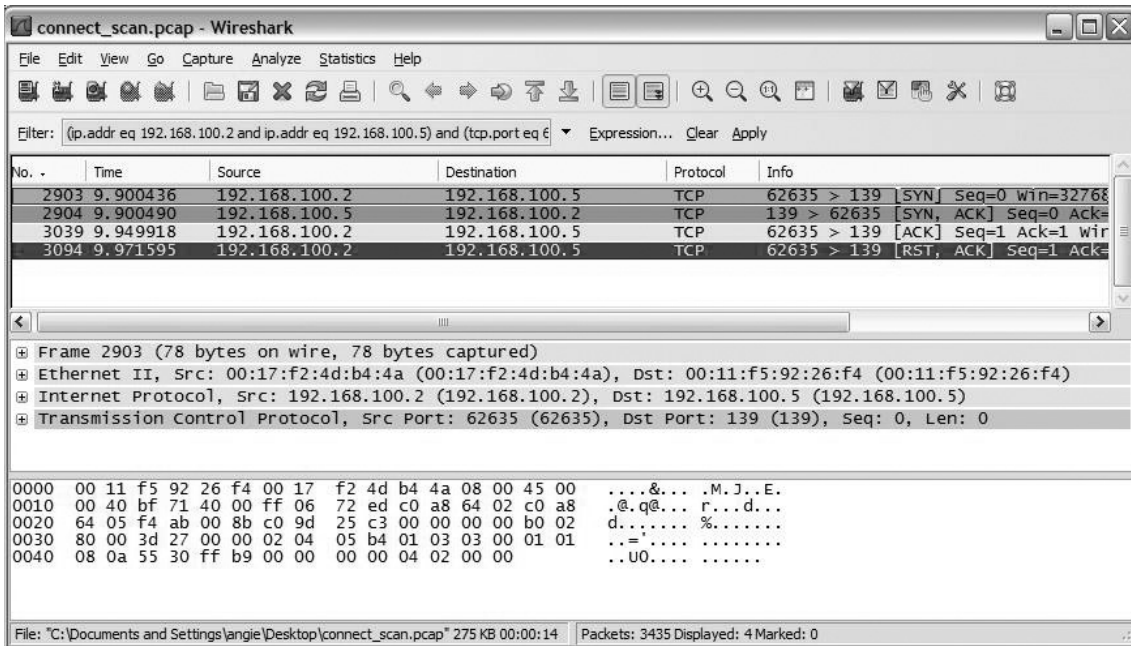 connect_scan.pcap - Wireshark
File Edit View Go Capture Analyze Statistics Help
Filter: (ip.addr eq 192.168.100.2 and ip.addr eq 192.168.100.5) and (tcp.port eq 6 Expression... Clear Apply
No. - Time Source Destination Protocol Info
2903 9.900436 192.168.100.2 192.168.100.5 TCP 62635 > 139 [SYN] Seq=0 Win=32768
2904 9.900490 192.168.100.5 192.168.100.2 TCP 139 > 62635 [SYN, ACK] Seq=0 Ack=
3039 9.949918 192.168.100.2 192.168.100.5 TCP 62635 > 139 [ACK] Seq=1 Ack=1 Wir
3094 9.971595 192.168.100.2 192.168.100.5 TCP 62635 > 139 [RST, ACK] Seq=1 Ack=
Frame 2903 (78 bytes on wire, 78 bytes captured)
Ethernet II, Src: 00:17:f2:4d:b4:4a (00:17:f2:4d:b4:4a), Dst: 00:11:f5:92:26:f4 (00:11:f5:92:26:f4)
Internet Protocol, Src: 192.168.100.2 (192.168.100.2), Dst: 192.168.100.5 (192.168.100.5)
Transmission Control Protocol, Src Port: 62635 (62635), Dst Port: 139 (139), Seq: 0, Len: 0
0000 00 11 f5 92 26 f4 00 17 f2 4d b4 4a 08 00 45 00 ....&... .M.J..E.
0010 00 40 bf 71 40 00 ff 06 72 ed c0 a8 64 02 c0 a8 .@.q@... r...d...
0020 64 05 f4 ab 00 8b c0 9d 25 c3 00 00 00 00 b0 02 d....... %.......
0030 80 00 3d 27 00 00 02 04 05 b4 01 03 03 00 01 01 ..='.... ........
0040 08 0a 55 30 ff b9 00 00 00 00 04 02 00 00 ..U0.... ......
File: "C:\Documents and Settings\angie\Desktop\connect_scan.pcap" 275 KB 00:00:14 Packets: 3435 Displayed: 4 Marked: 0